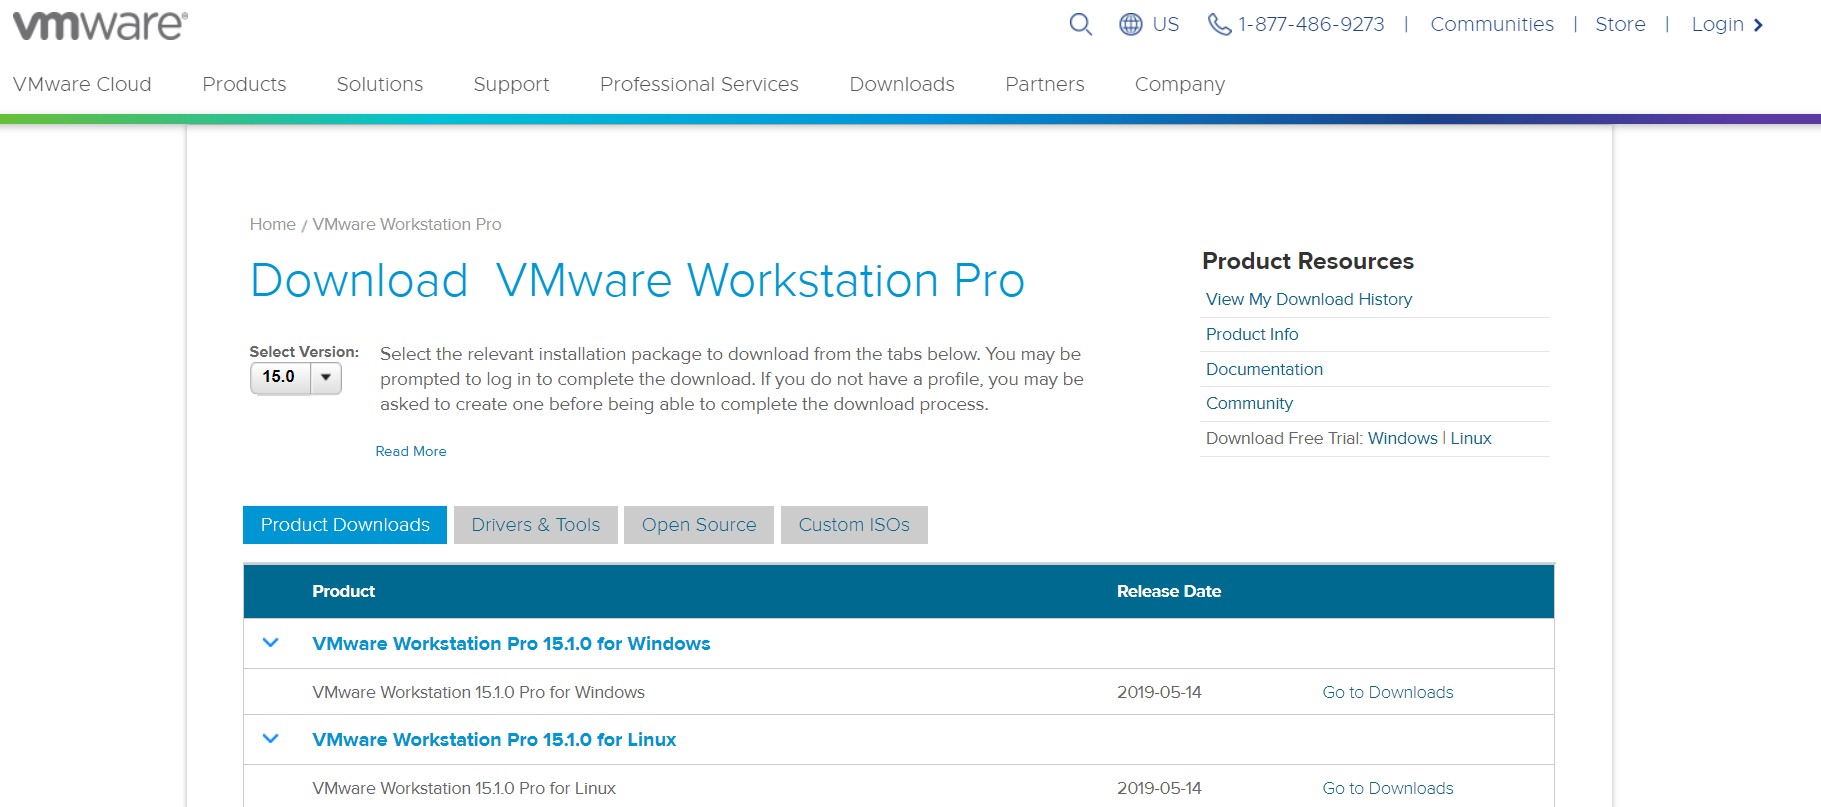 vmware®
US 1-877-486-9273 | Communities | Store | Login
VMware Cloud Products Solutions Support Professional Services Downloads Partners Company
Home / VMware Workstation Pro
Download VMware Workstation Pro
Select Version:
15.0
Select the relevant installation package to download from the tabs below. You may be
prompted to log in to complete the download. If you do not have a profile, you may be
asked to create one before being able to complete the download process.
Read More
Product Resources
View My Download History
Product Info
Documentation
Community
Download Free Trial: Windows | Linux
Product Downloads Drivers & Tools Open Source Custom ISOs
Product Release Date
VMware Workstation Pro 15.1.0 for Windows
VMware Workstation 15.1.0 Pro for Windows 2019-05-14 Go to Downloads
VMware Workstation Pro 15.1.0 for Linux
VMware Workstation 15.1.0 Pro for Linux 2019-05-14 Go to Downloads